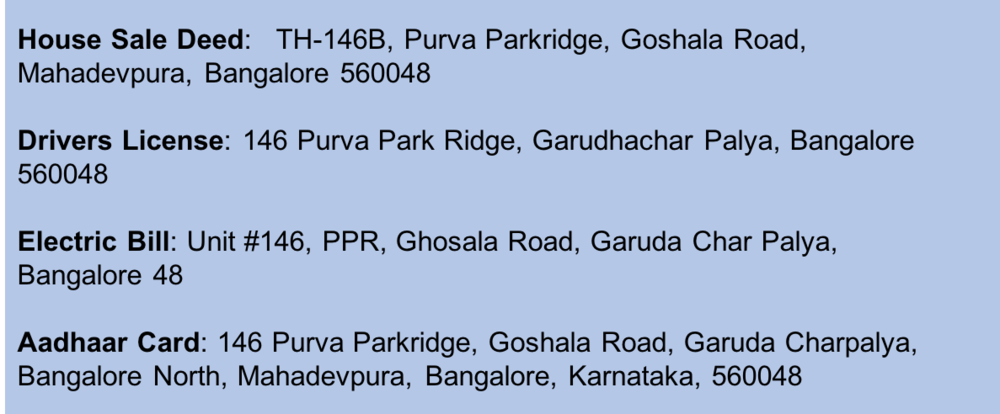 House Sale Deed: TH-146B, Purva Parkridge, Goshala Road,
Mahadevpura, Bangalore 560048
Drivers License: 146 Purva Park Ridge, Garudhachar Palya, Bangalore
560048
Electric Bill: Unit #146, PPR, Ghosala Road, Garuda Char Palya,
Bangalore 48
Aadhaar Card: 146 Purva Parkridge, Goshala Road, Garuda Charpalya,
Bangalore North, Mahadevpura, Bangalore, Karnataka, 560048